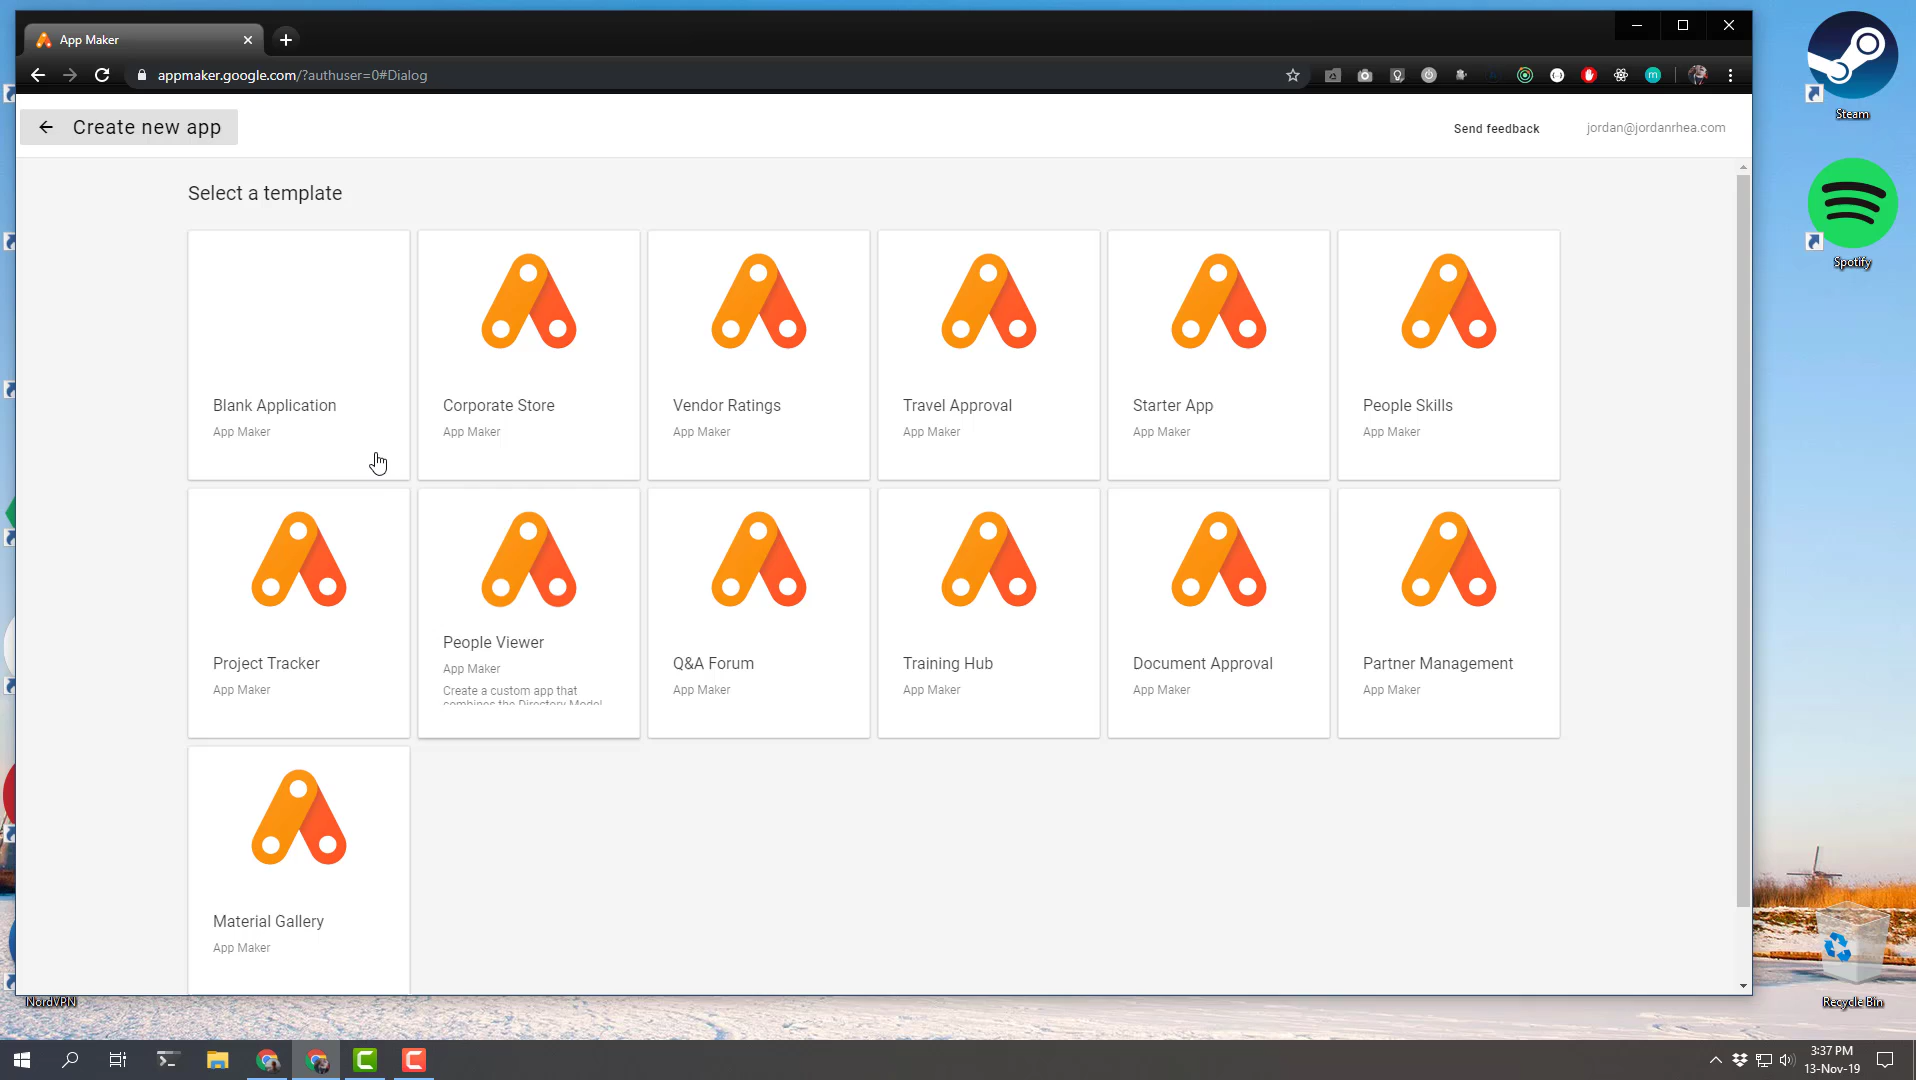 App Maker
appmaker.google.com/?authuser=0#Dialog
Steam
Create new app
Send feedback
jordan@jordanrhea.com
Select a template
Spotify
Blank Application
App Maker
Corporate Store
App Maker
Vendor Ratings
App Maker
Travel Approval
App Maker
Starter App
App Maker
People Skills
App Maker
Project Tracker
App Maker
People Viewer
App Maker
Create a custom app that
combines the Directory Model
Q&A Forum
App Maker
Training Hub
App Maker
Document Approval
App Maker
Partner Management
App Maker
Material Gallery
App Maker
NordVPN
Recycle Bin
3:37 PM
13-Nov-19